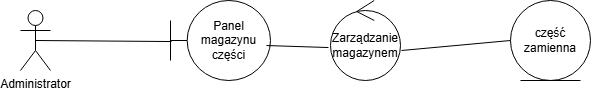 Administrator
Panel
magazynu
części
Zarządzanie
magazynem
część
zamienna